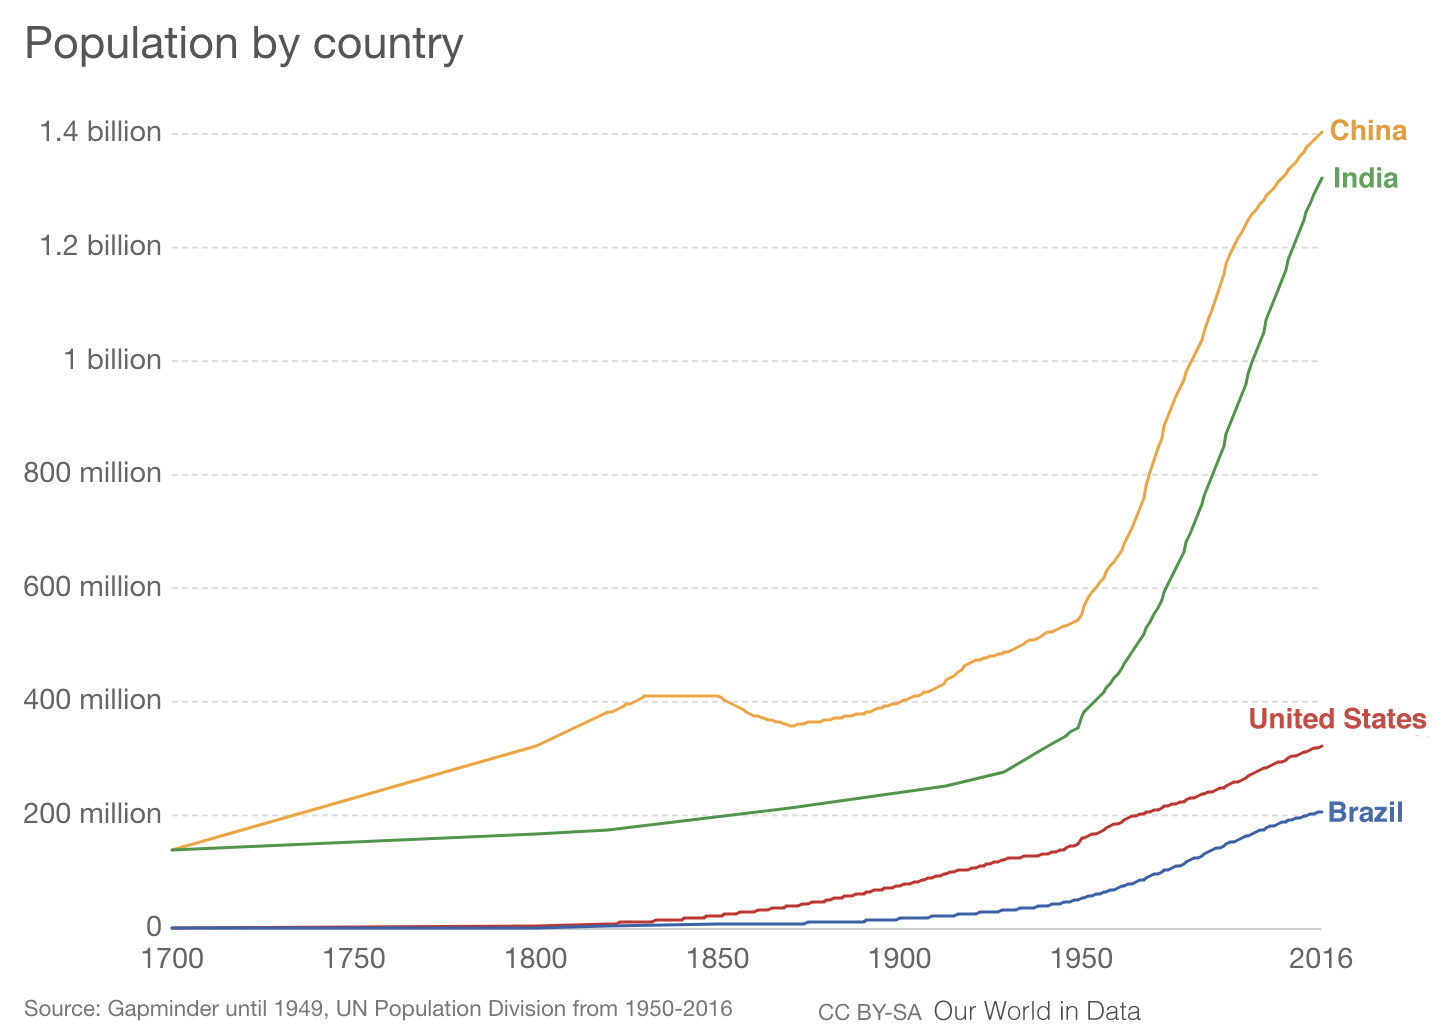 Population by country
1.4 billion
China
India
1.2 billion
1 billion
800 million
600 million
400 million
United States
200 million
Brazil
0
1700 1750 1800 1850 1900 1950 2016
Source: Gapminder until 1949, UN Population Division from 1950-2016 CC BY-SA Our World in Data